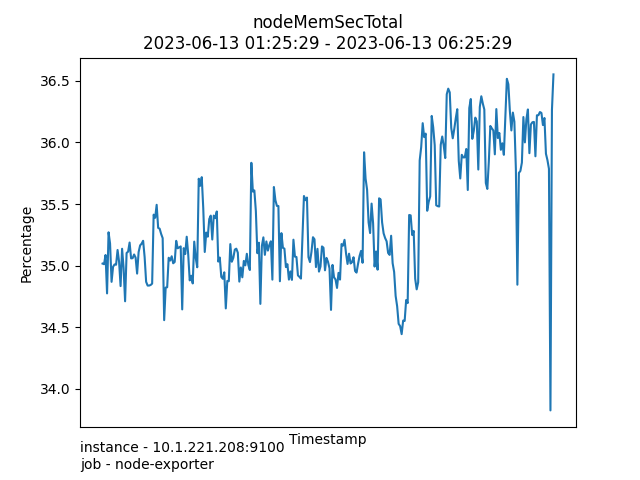 nodeMemSecTotal
2023-06-13 01:25:29 - 2023-06-13 06:25:29
36.5
36.0
35.5
35.0
34.5
34.0
Percentage
Timestamp
instance - 10.1.221.208:9100
job - node-exporter